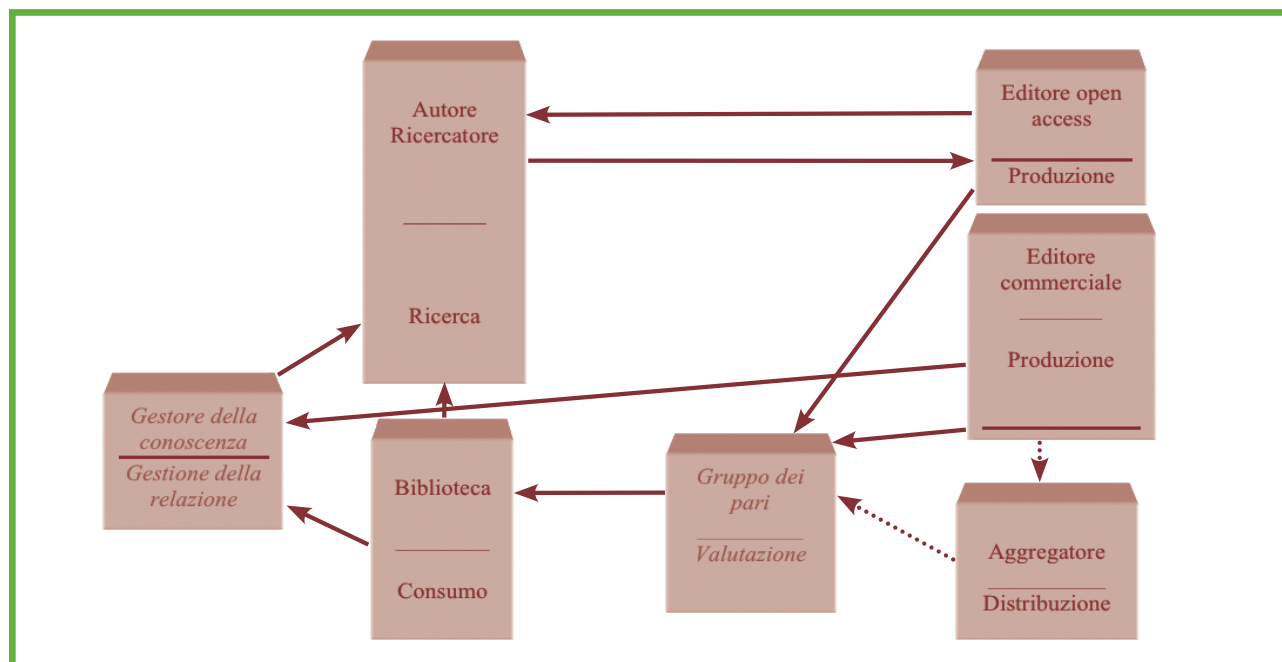 Autore
Ricercatore
Ricerca
Editore open
access
Produzione
Editore
commerciale
Produzione
Gestore della
conoscenza
Gestione della
relazione
Biblioteca
Consumo
Gruppo dei
pari
Valutazione
Aggregatore
Distribuzione